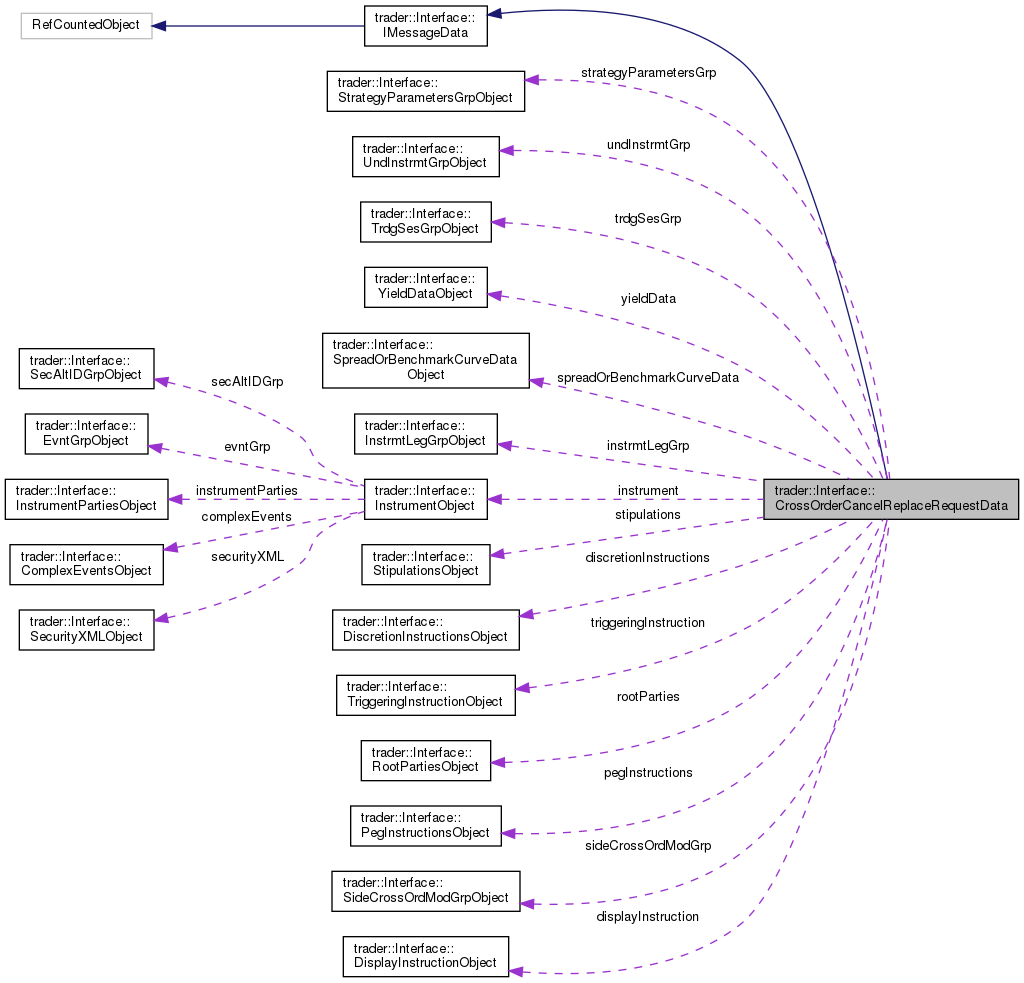 RefCountedObject
trader::Interface::
IMessageData
strategyParametersGrp
trader::Interface::
StrategyParametersGrpObject
undInstrmtGrp
trader::Interface::
UndInstrmtGrpObject
trdgSesGrp
trader::Interface::
TrdgSesGrpObject
yieldData
trader::Interface::
YieldDataObject
trader::Interface::
SpreadOrBenchmarkCurveData
Object
spreadOrBenchmarkCurveData
trader::Interface::
SecAltIDGrpObject
secAltIDGrp
trader::Interface::
EvntGrpObject
evntGrp
trader::Interface::
InstrmtLegGrpObject
instrmtLegGrp
trader::Interface::
InstrumentPartiesObject
instrumentParties
trader::Interface::
InstrumentObject
instrument
trader::Interface::
CrossOrderCancelReplaceRequestData
complexEvents
stipulations
trader::Interface::
ComplexEventsObject
securityXML
trader::Interface::
StipulationsObject
discretionInstructions
trader::Interface::
SecurityXMLObject
trader::Interface::
DiscretionInstructionsObject
triggeringInstruction
trader::Interface::
TriggeringInstructionObject
rootParties
trader::Interface::
RootPartiesObject
pegInstructions
trader::Interface::
PegInstructionsObject
sideCrossOrdModGrp
trader::Interface::
SideCrossOrdModGrpObject
displayInstruction
trader::Interface::
DisplayInstructionObject